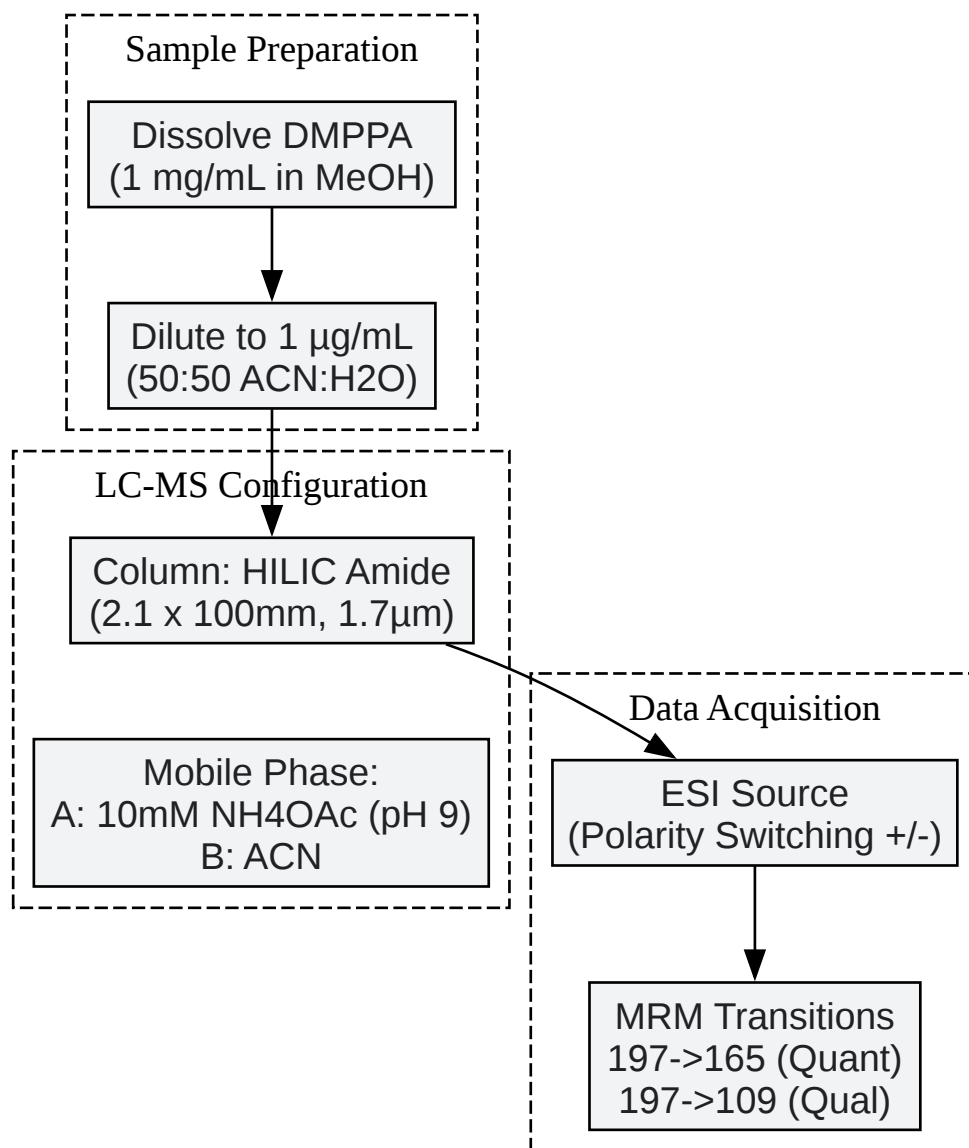 Sample Preparation
Dissolve DMPPA
(1 mg/mL in MeOH)
Dilute to 1 µg/mL
(50:50 ACN:H2O)
LC-MS Configuration
Column: HILIC Amide
(2.1 x 100mm, 1.7µm)
Mobile Phase:
A: 10mM NH4OAc (pH 9)
B: ACN
Data Acquisition
ESI Source
(Polarity Switching +/-)
MRM Transitions
197->165 (Quant)
197->109 (Qual)